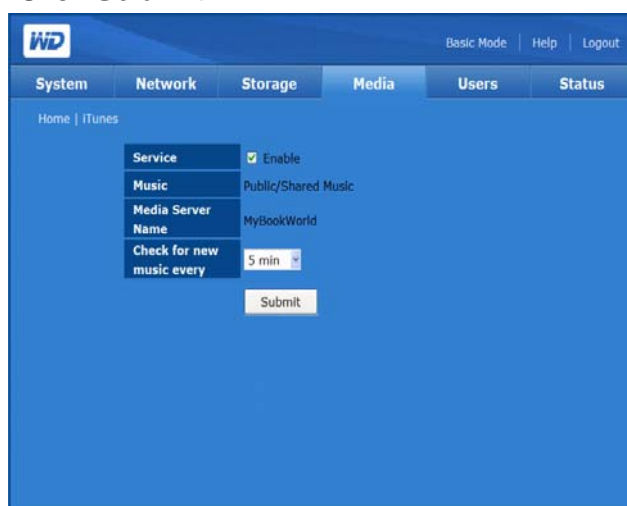 WD
Basic Mode | Help | Logout
System Network Storage Media Users Status
Home | iTunes
Service Enable
Music Public/Shared Music
Media Server Name MyBookWorld
Check for new music every 5 min
Submit